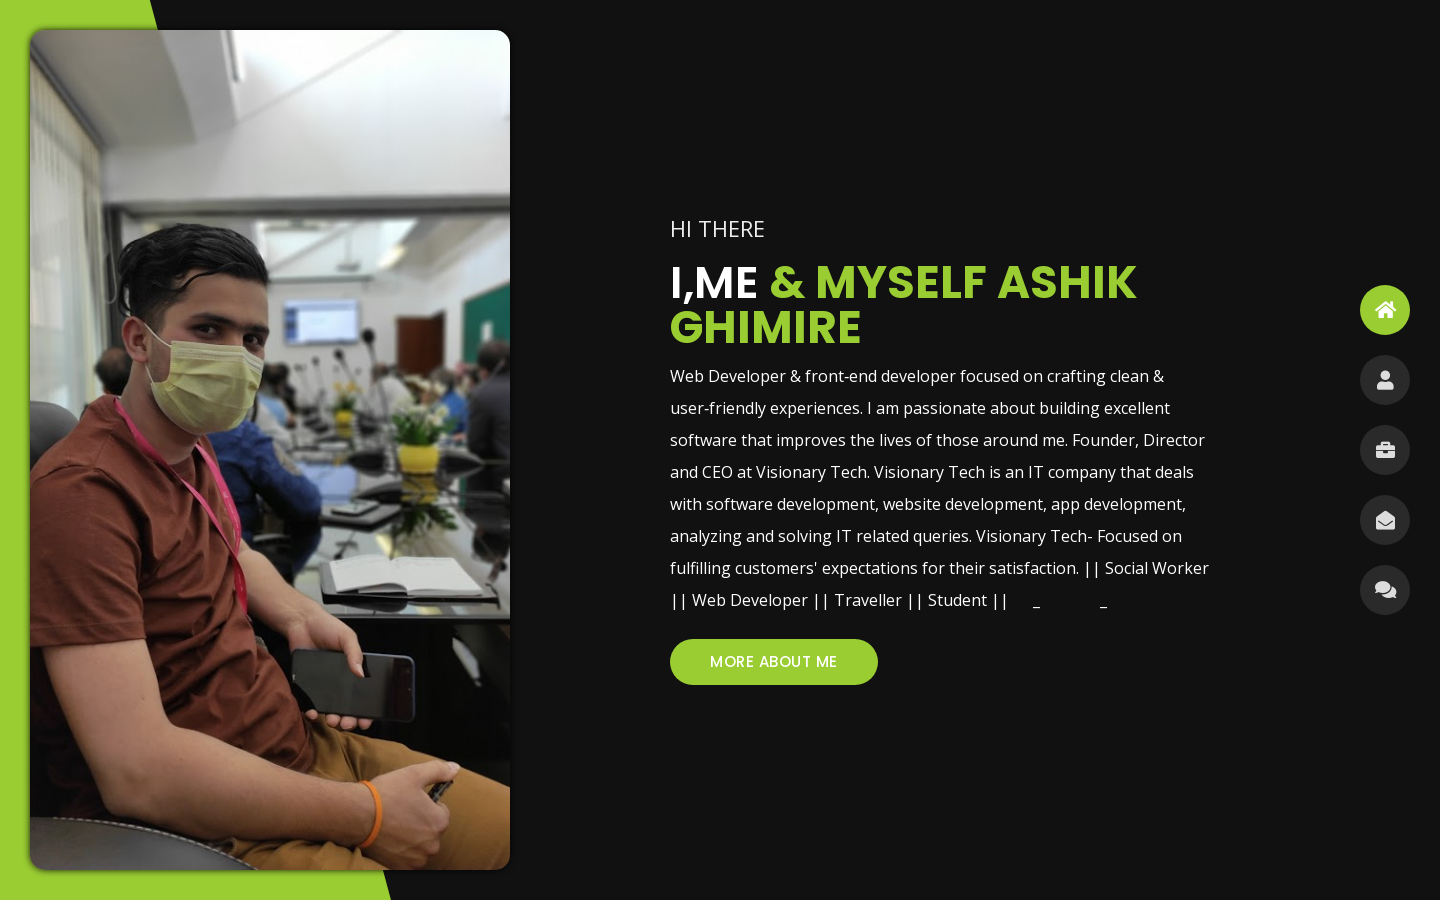 HI THERE
I,ME & MYSELF ASHIK
GHIMIRE
Web Developer & front‑end developer focused on crafting clean &
user‑friendly experiences. I am passionate about building excellent
software that improves the lives of those around me. Founder, Director
and CEO at Visionary Tech. Visionary Tech is an IT company that deals
with software development, website development, app development,
analyzing and solving IT related queries. Visionary Tech- Focused on
fulfilling customers' expectations for their satisfaction. || Social Worker
|| Web Developer || Traveller || Student || _ _
MORE ABOUT ME